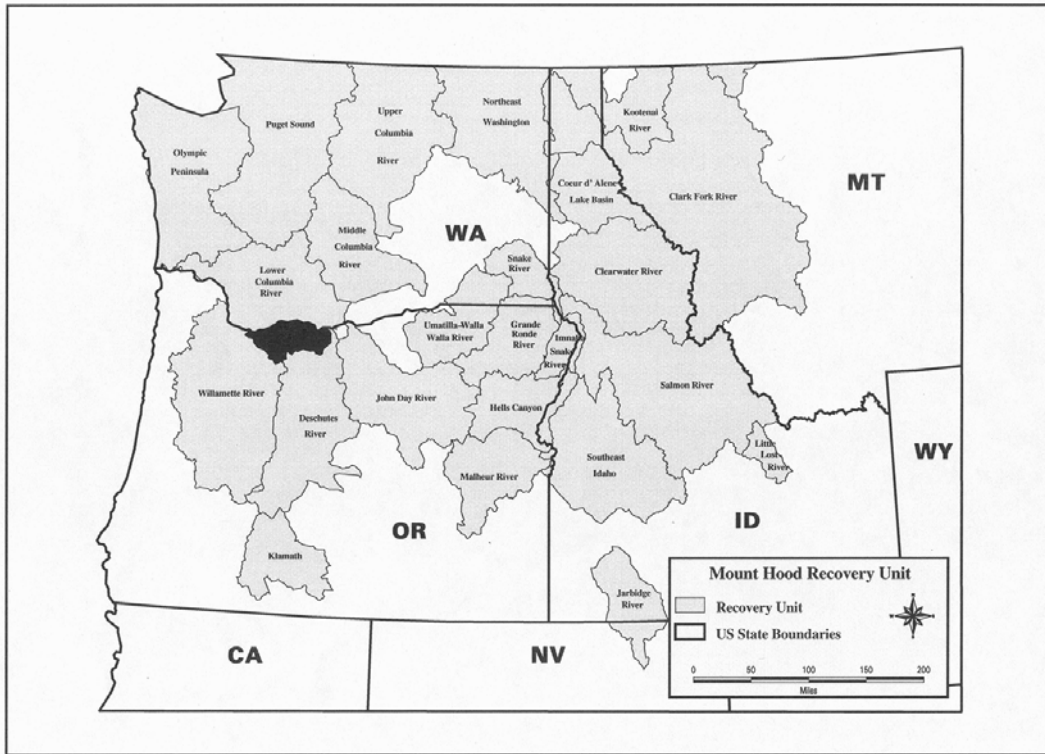 Puget Sound
Upper
Columbia
River
Northeast
Washington
Kootenai
River
Olympic
Peninsula
Coeur d' Alene
Lake Basin
Clark Fork River
MT
Middle
Columbia
River
WA
Snake
River
Clearwater River
Lower
Columbia
River
Umatilla-Walla
Walla River
Grande
Ronde
River
Imnaha
Snake
River
Willamette River
Deschutes
River
John Day River
Hells Canyon
Salmon River
Malheur River
Southeast
Idaho
Little
Lost
River
WY
OR
ID
Klamath
Jarbidge
River
CA
NV
Mount Hood Recovery Unit
Recovery Unit
US State Boundaries
N
E
S
W
0 50 100 150 200
Miles